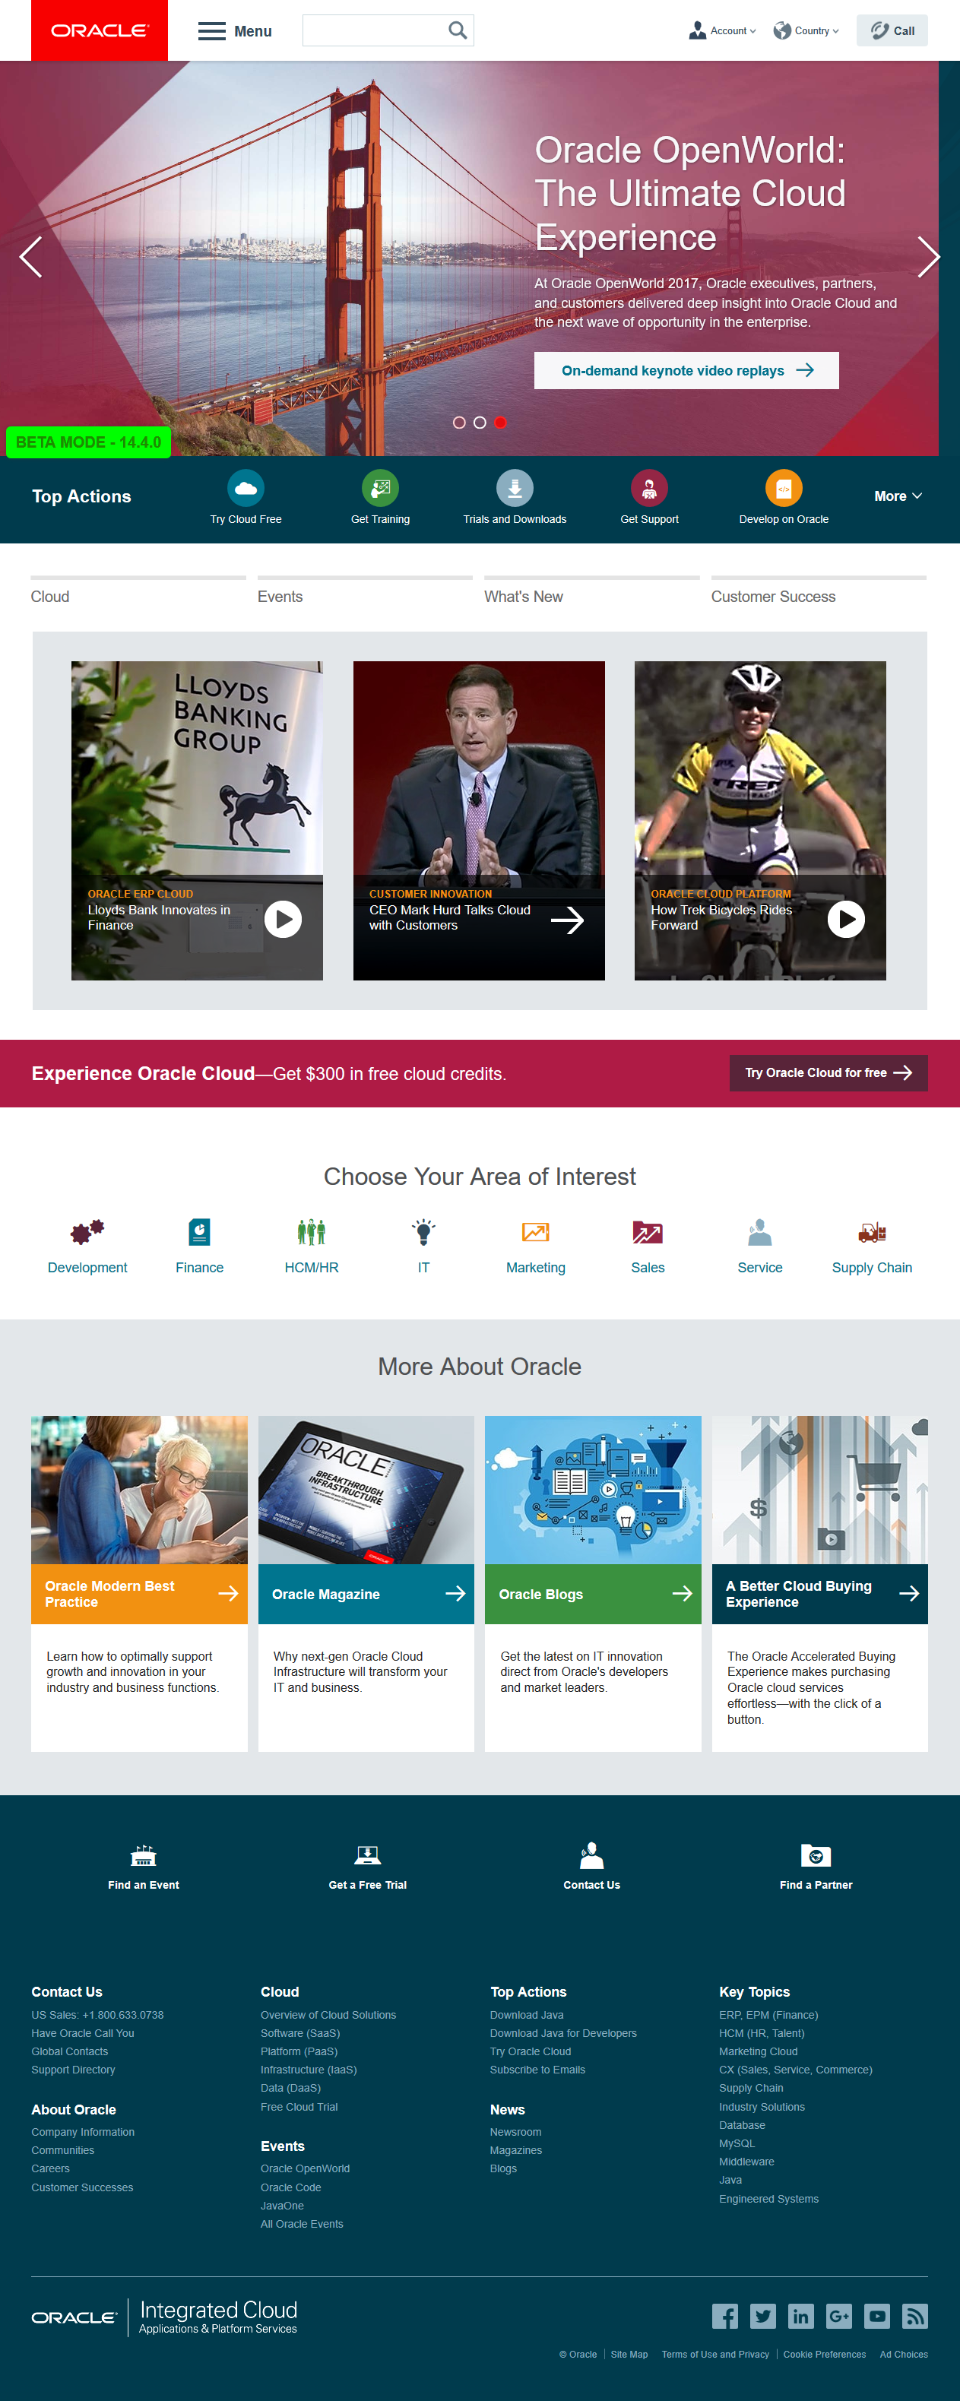 ORACLE
Menu
Account
Country
Call
Oracle OpenWorld:
The Ultimate Cloud
Experience
At Oracle OpenWorld 2017, Oracle executives, partners,
and customers delivered deep insight into Oracle Cloud and
the next wave of opportunity in the enterprise.
On-demand keynote video replays
BETA MODE - 14.4.0
Top Actions
Try Cloud Free
Get Training
Trials and Downloads
Get Support
Develop on Oracle
More
Cloud
Events
What's New
Customer Success
LLOYDS
BANKING
GROUP
ORACLE ERP CLOUD
Lloyds Bank Innovates in
Finance
CUSTOMER INNOVATION
CEO Mark Hurd Talks Cloud
with Customers
TREK
ORACLE CLOUD PLATFORM
How Trek Bicycles Rides
Forward
Experience Oracle Cloud—Get $300 in free cloud credits.
Try Oracle Cloud for free
Choose Your Area of Interest
Development
Finance
HCM/HR
IT
Marketing
Sales
Service
Supply Chain
More About Oracle
ORACLE
BREAKTHROUGH
INFRASTRUCTURE
$
Oracle Modern Best
Practice
Learn how to optimally support
growth and innovation in your
industry and business functions.
Oracle Magazine
Why next-gen Oracle Cloud
Infrastructure will transform your
IT and business.
Oracle Blogs
Get the latest on IT innovation
direct from Oracle's developers
and market leaders.
A Better Cloud Buying
Experience
The Oracle Accelerated Buying
Experience makes purchasing
Oracle cloud services
effortless—with the click of a
button.
Find an Event
Get a Free Trial
Contact Us
Find a Partner
Contact Us
US Sales: +1.800.633.0738
Have Oracle Call You
Global Contacts
Support Directory
About Oracle
Company Information
Communities
Careers
Customer Successes
Cloud
Overview of Cloud Solutions
Software (SaaS)
Platform (PaaS)
Infrastructure (IaaS)
Data (DaaS)
Free Cloud Trial
Events
Oracle OpenWorld
Oracle Code
JavaOne
All Oracle Events
Top Actions
Download Java
Download Java for Developers
Try Oracle Cloud
Subscribe to Emails
News
Newsroom
Magazines
Blogs
Key Topics
ERP, EPM (Finance)
HCM (HR, Talent)
Marketing Cloud
CX (Sales, Service, Commerce)
Supply Chain
Industry Solutions
Database
MySQL
Middleware
Java
Engineered Systems
ORACLE
Integrated Cloud
Applications & Platform Services
© Oracle
Site Map
Terms of Use and Privacy
Cookie Preferences
Ad Choices